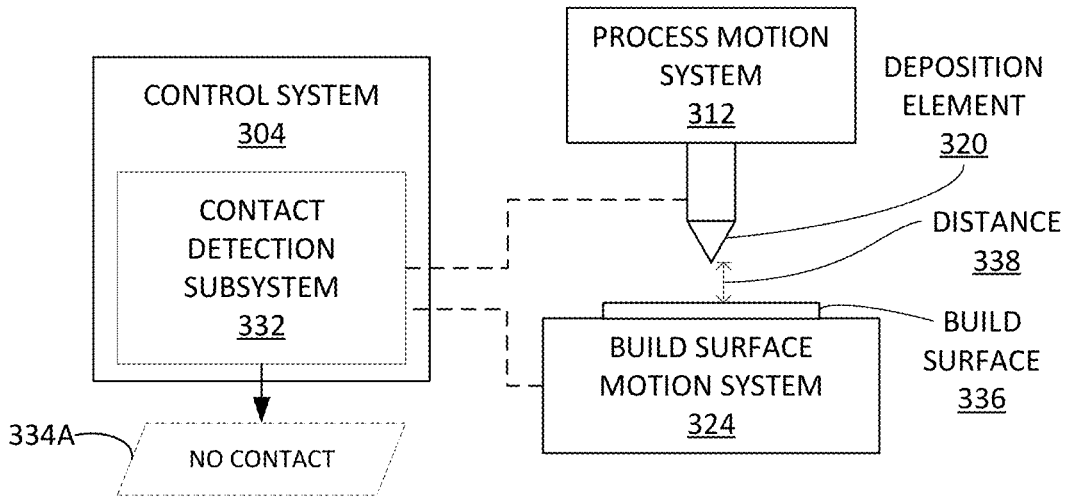 CONTROL SYSTEM
304
CONTACT
DETECTION
SUBSYSTEM
332
334A
NO CONTACT
PROCESS MOTION
SYSTEM
312
DEPOSITION
ELEMENT
320
DISTANCE
338
BUILD
SURFACE
336
BUILD SURFACE
MOTION SYSTEM
324